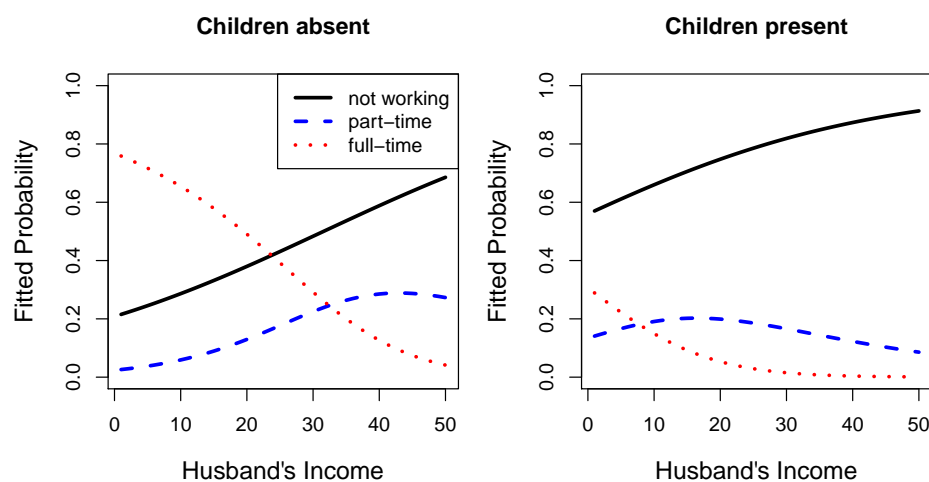 Children absent
1.0
0.8
0.6
0.4
0.2
0.0
Fitted Probability
not working
part−time
full−time
0 10 20 30 40 50
Husband's Income
Children present
1.0
0.8
0.6
0.4
0.2
0.0
Fitted Probability
0 10 20 30 40 50
Husband's Income